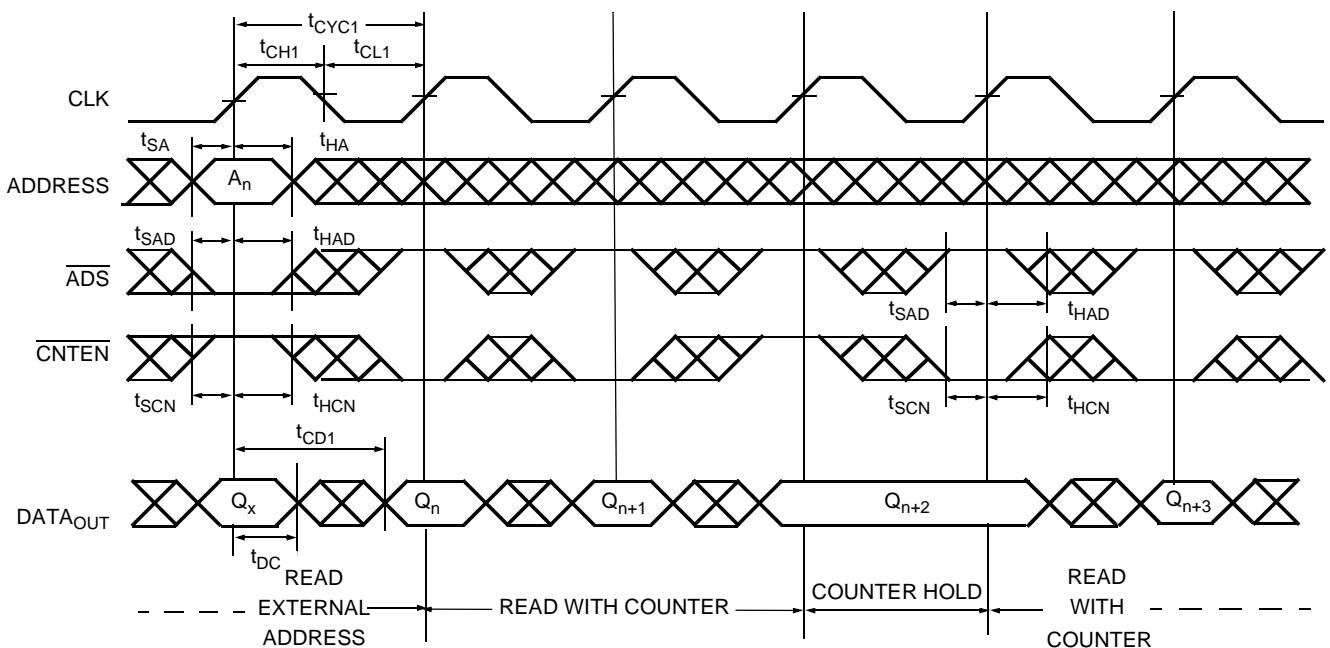 tCYC1
tCH1 tCL1
CLK
tSA tHA
ADDRESS An
tSAD tHAD
ADS
tSAD tHAD
CNTEN
tSCN tHCN tSCN tHCN
tCD1
DATAOUT Qx Qn Qn+1 Qn+2 Qn+3
tDC
READ
EXTERNAL
ADDRESS
READ WITH COUNTER
COUNTER HOLD
READ
WITH
COUNTER